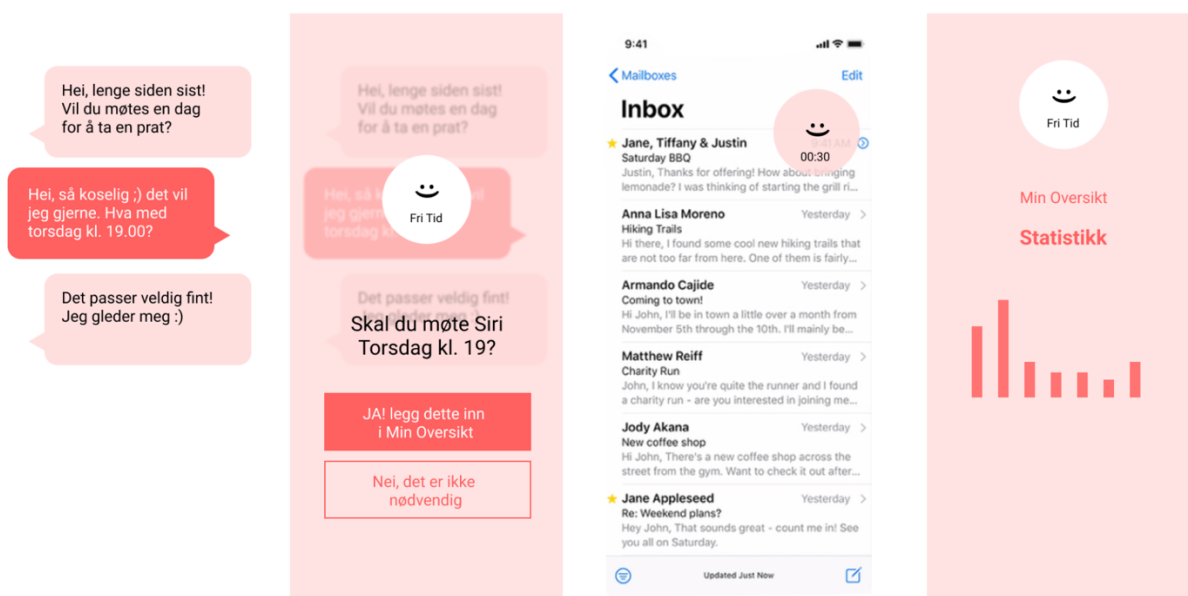 Hei, lenge siden sist!
Vil du møtes en dag
for å ta en prat?
Hei, så koselig ;) det vil
jeg gjerne. Hva med
torsdag kl. 19.00?
Det passer veldig fint!
Jeg gleder meg :)
Hei, lenge siden sist!
Vil du møtes en dag
for å ta en prat?
Hei, så
jeg gjern
torsdag
Fri Tid
Det passer veldig fint!
Skal du møte Siri
Torsdag kl. 19?
JA! legg dette inn
i Min Oversikt
Nei, det er ikke
nødvendig
9:41
Mailboxes
Edit
Inbox
00:30
Jane, Tiffany & Justin
9:41 AM
Saturday BBQ
Justin, Thanks for offering! How about bringing
lemonade? I was thinking of starting the grill ri...
Anna Lisa Moreno
Yesterday
Hiking Trails
Hi there, I found some cool new hiking trails that
are not too far from here. One of them is fairly...
Armando Cajide
Yesterday
Coming to town!
Hi John, I'll be in town a little over a month from
November 5th through the 10th. I'll mainly be...
Matthew Reiff
Yesterday
Charity Run
John, I know you're quite the runner and I found
a charity run - are you interested in joining me...
Jody Akana
Yesterday
New coffee shop
Hi John, There's a new coffee shop across the
street from the gym. Want to check it out after...
Jane Appleseed
Yesterday
Re: Weekend plans?
Hey John, That sounds great - count me in! See
you all on Saturday.
Updated Just Now
Fri Tid
Min Oversikt
Statistikk